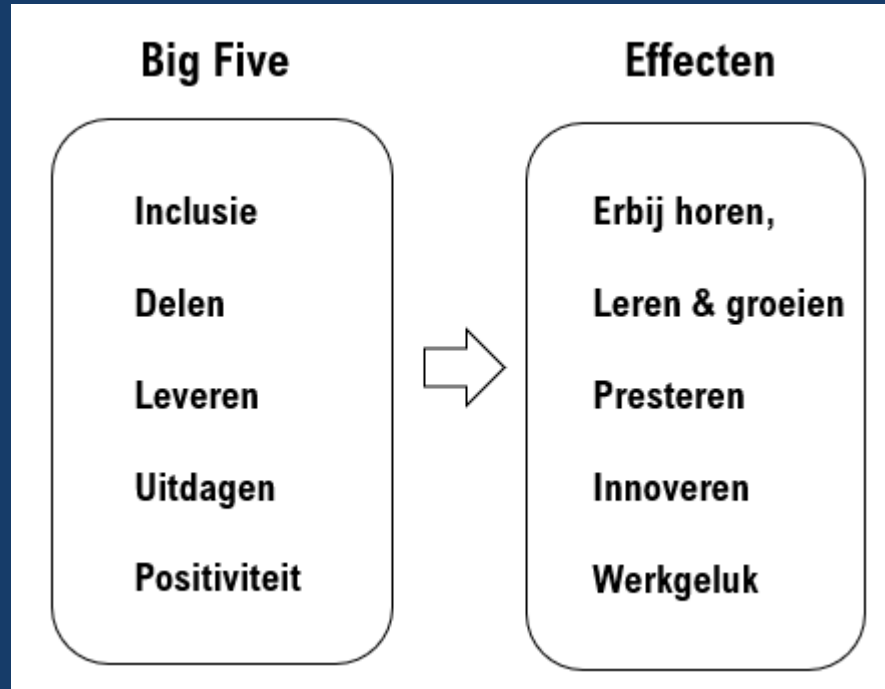 Big Five
Inclusie
Delen
Leveren
Uitdagen
Positiviteit
Effecten
Erbij horen,
Leren & groeien
Presteren
Innoveren
Werkgeluk